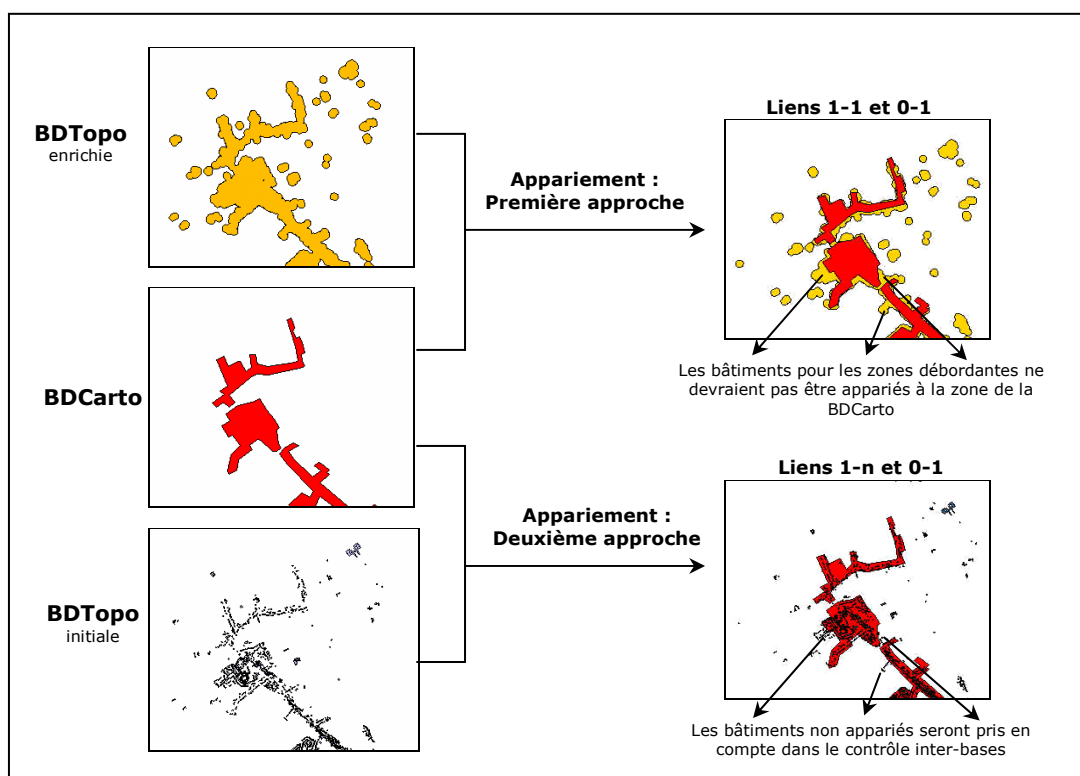 BDTopo
enrichie
BDCarto
BDTopo
initiale
Appariement :
Première approche
Appariement :
Deuxième approche
Liens 1-1 et 0-1
Les bâtiments pour les zones débordantes ne
devraient pas être appariés à la zone de la
BDCarto
Liens 1-n et 0-1
Les bâtiments non appariés seront pris en
compte dans le contrôle inter-bases